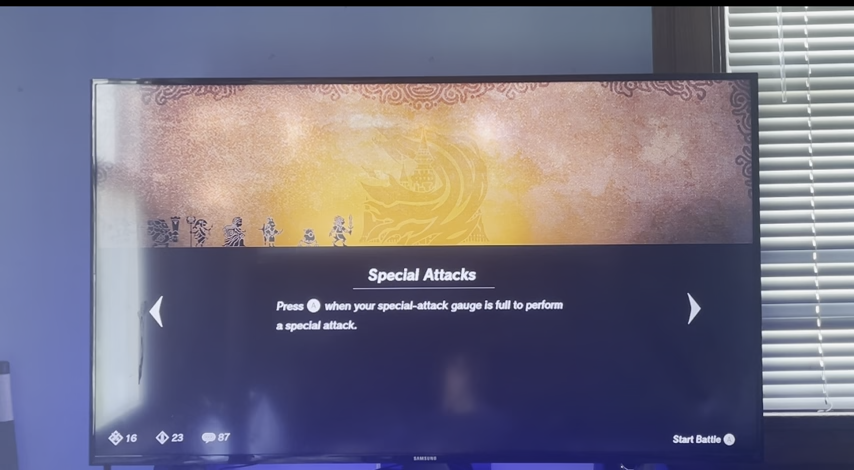 Special Attacks
Press A when your special-attack gauge is full to perform
a special attack.
16 23 87
Start Battle A
SAMSUNG